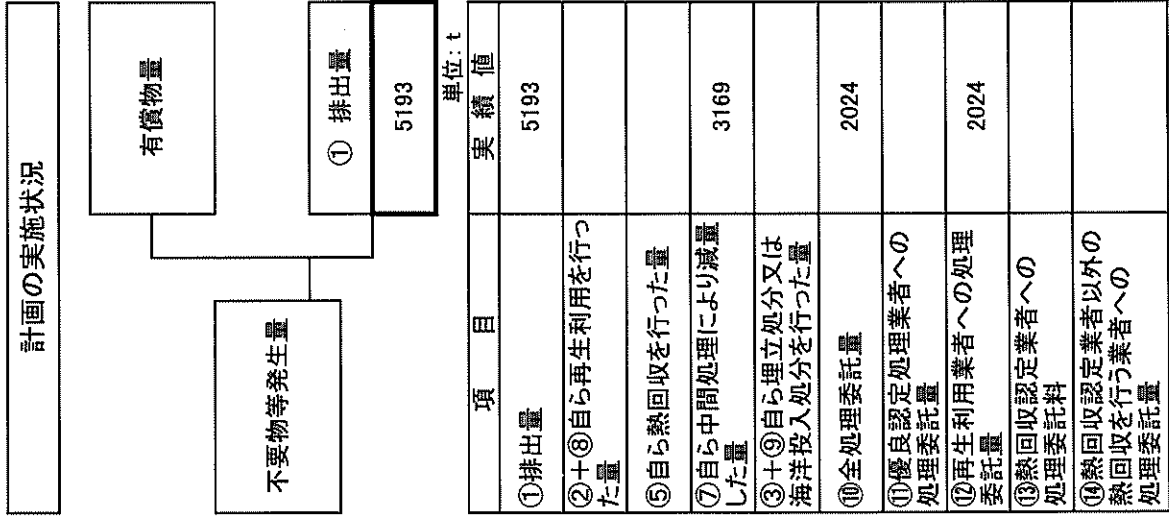 計画の実施状況
有償物量
不要物等発生量
① 排出量
5193
単位:t
項 目
実 績 値
①排出量
5193
②+⑧自ら再生利用を行っ
た量
⑤自ら熱回収を行った量
⑦自ら中間処理により減量
した量
3169
③+⑨自ら埋立処分又は
海洋投入処分を行った量
⑩全処理委託量
2024
⑪優良認定処理業者への
処理委託量
⑫再生利用業者への処理
委託量
2024
⑬熱回収認定業者への
処理委託料
⑭熱回収認定業者以外の
熱回収を行う業者への
処理委託量